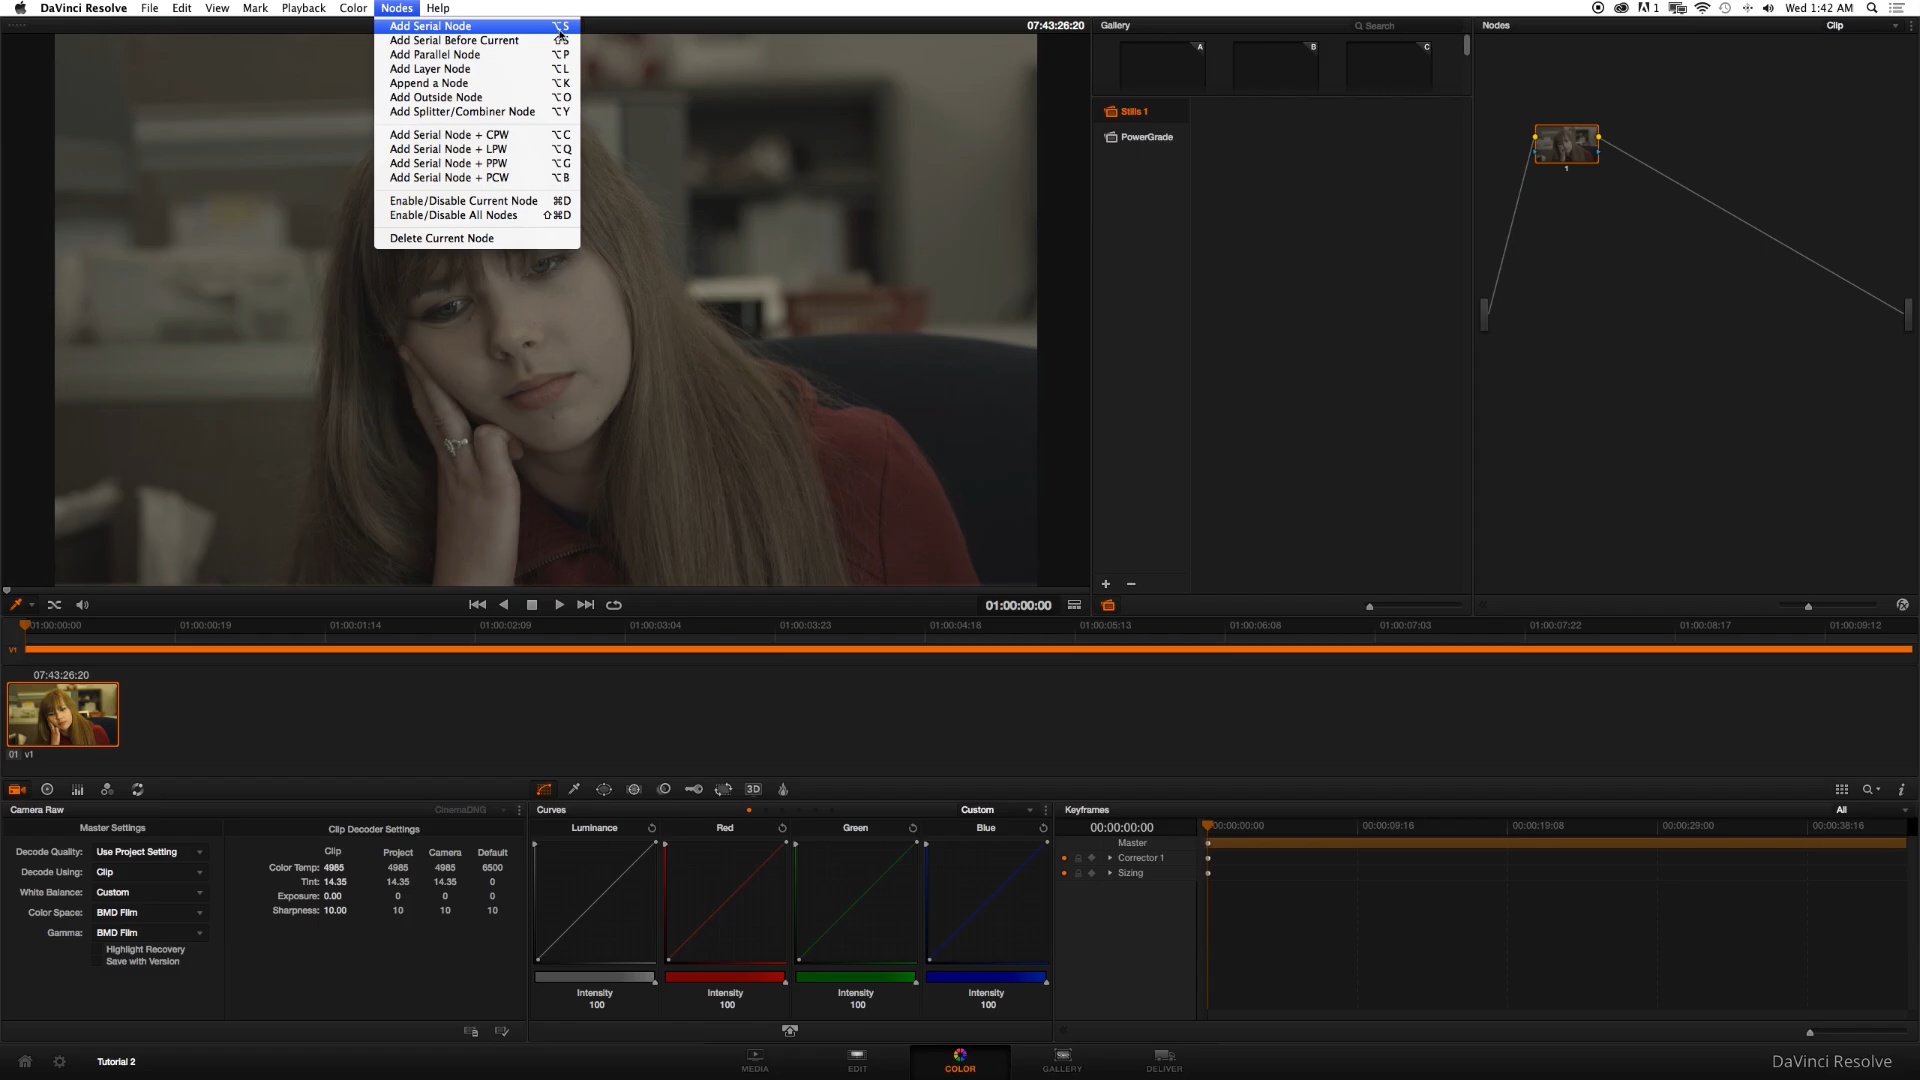 DaVinci Resolve File Edit View Mark Playback Color Nodes Help
1 Wed 1:42 AM
Add Serial Node ⌥S
Add Serial Before Current ⇧S
Add Parallel Node ⌥P
Add Layer Node ⌥L
Append a Node ⌥K
Add Outside Node ⌥O
Add Splitter/Combiner Node ⌥Y
Add Serial Node + CPW ⌥C
Add Serial Node + LPW ⌥Q
Add Serial Node + PPW ⌥G
Add Serial Node + PCW ⌥B
Enable/Disable Current Node ⌘D
Enable/Disable All Nodes ⇧⌘D
Delete Current Node
07:43:26:20
Gallery Search
A B C
Stills 1
PowerGrade
Nodes Clip
1
01:00:00:00
01:00:00:00 01:00:00:19 01:00:01:14 01:00:02:09 01:00:03:04 01:00:03:23 01:00:04:18 01:00:05:13 01:00:06:08 01:00:07:03 01:00:07:22 01:00:08:17 01:00:09:12
V1
07:43:26:20
01 V1
3D
Camera Raw CinemaDNG
Master Settings
Decode Quality: Use Project Setting
Decode Using: Clip
White Balance: Custom
Color Space: BMD Film
Gamma: BMD Film
Highlight Recovery
Save with Version
Clip Decoder Settings
Clip Project Camera Default
Color Temp: 4985 4985 4985 6500
Tint: 14.35 14.35 14.35 0
Exposure: 0.00 0 0 0
Sharpness: 10.00 10 10 10
Curves Custom
Luminance Red Green Blue
Intensity Intensity Intensity Intensity
100 100 100 100
Keyframes All
00:00:00:00 00:00:00:00 00:00:09:16 00:00:19:08 00:00:29:00 00:00:38:16
Master
Corrector 1
Sizing
Tutorial 2
MEDIA EDIT COLOR GALLERY DELIVER
DaVinci Resolve